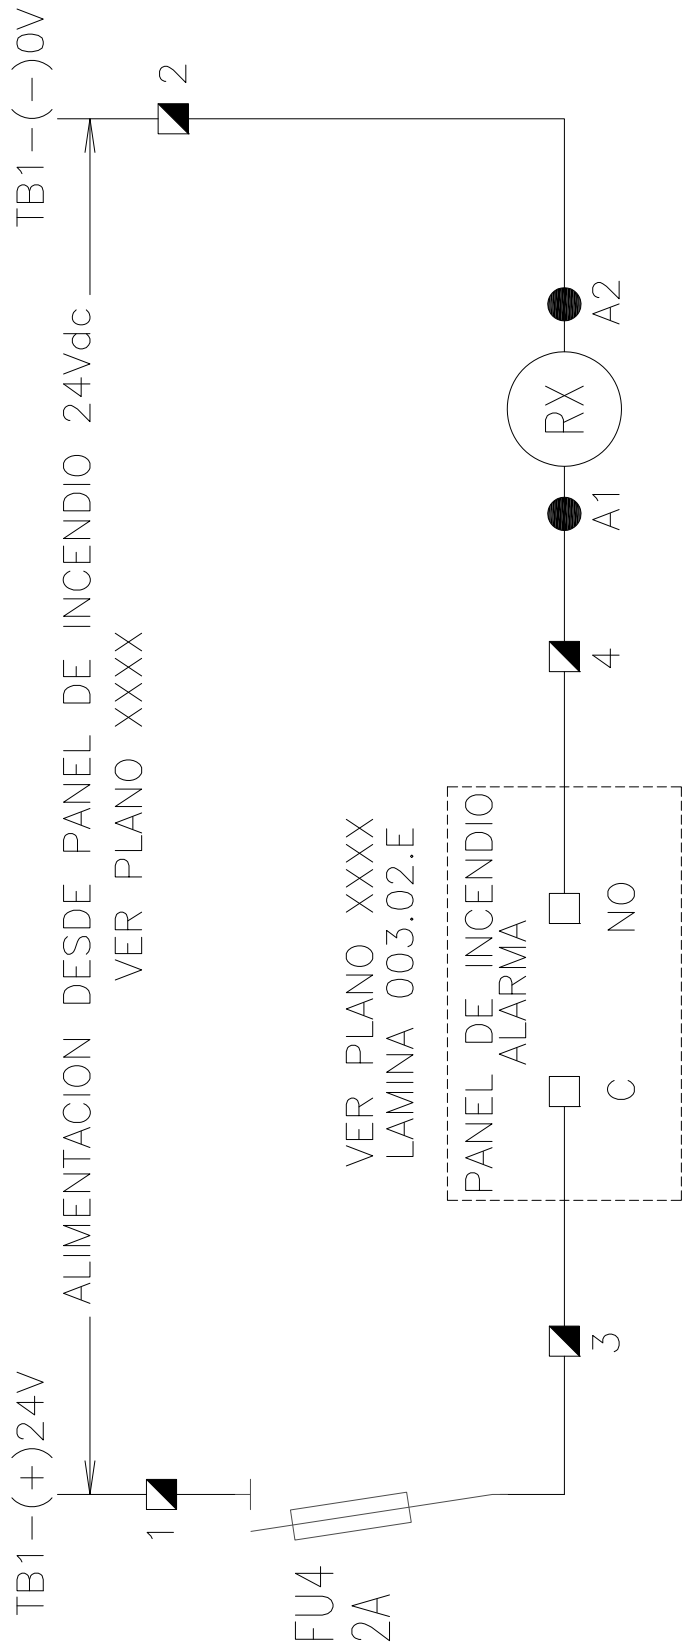 TB1-(+)24V
TB1-(-)0V
ALIMENTACION DESDE PANEL DE INCENDIO 24Vdc
VER PLANO XXXX
1
2
FU4
2A
VER PLANO XXXX
LAMINA 003.02.E
PANEL DE INCENDIO
ALARMA
RX
3
C
NO
4
A1
A2